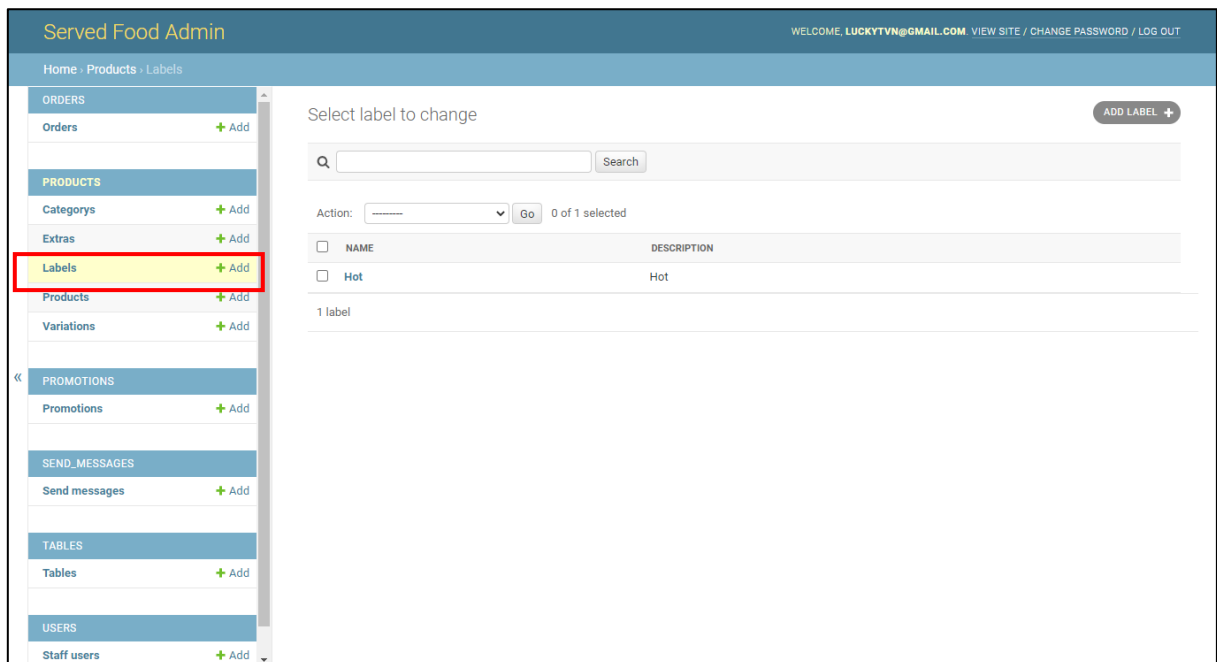 Served Food Admin
WELCOME, LUCKYTVN@GMAIL.COM. VIEW SITE / CHANGE PASSWORD / LOG OUT
Home › Products › Labels
ORDERS
Orders + Add
PRODUCTS
Categorys + Add
Extras + Add
Labels + Add
Products + Add
Variations + Add
PROMOTIONS
Promotions + Add
SEND_MESSAGES
Send messages + Add
TABLES
Tables + Add
USERS
Staff users + Add
«
Select label to change
ADD LABEL +
Search
Action: --------- Go 0 of 1 selected
NAME DESCRIPTION
Hot Hot
1 label